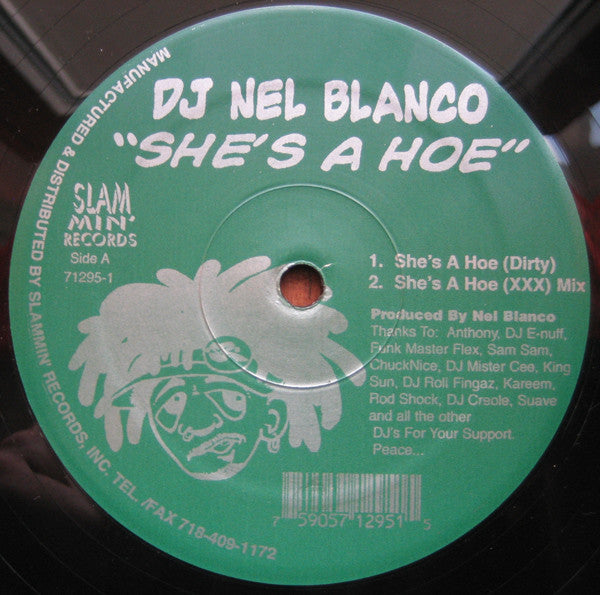 DJ NEL BLANCO
"SHE'S A HOE"
SLAM
MIN'
RECORDS
Side A
71295-1
1. She's A Hoe (Dirty)
2. She's A Hoe (XXX) Mix
Produced By Nel Blanco
Thanks To: Anthony, DJ E-nuff,
Funk Master Flex, Sam Sam,
ChuckNice, DJ Mister Cee, King
Sun, DJ Roll Fingaz, Kareem,
Rod Shock, DJ Creole, Suave
and all the other
DJ's For Your Support.
Peace...
7 59057 12951 5
MANUFACTURED & DISTRIBUTED BY SLAMMIN' RECORDS, INC. TEL. /FAX 718-409-1172